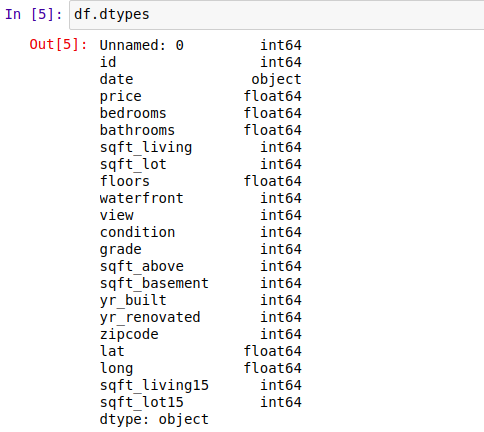 In [5]: df.dtypes
Out[5]: Unnamed: 0 int64
id int64
date object
price float64
bedrooms float64
bathrooms float64
sqft_living int64
sqft_lot int64
floors float64
waterfront int64
view int64
condition int64
grade int64
sqft_above int64
sqft_basement int64
yr_built int64
yr_renovated int64
zipcode int64
lat float64
long float64
sqft_living15 int64
sqft_lot15 int64
dtype: object